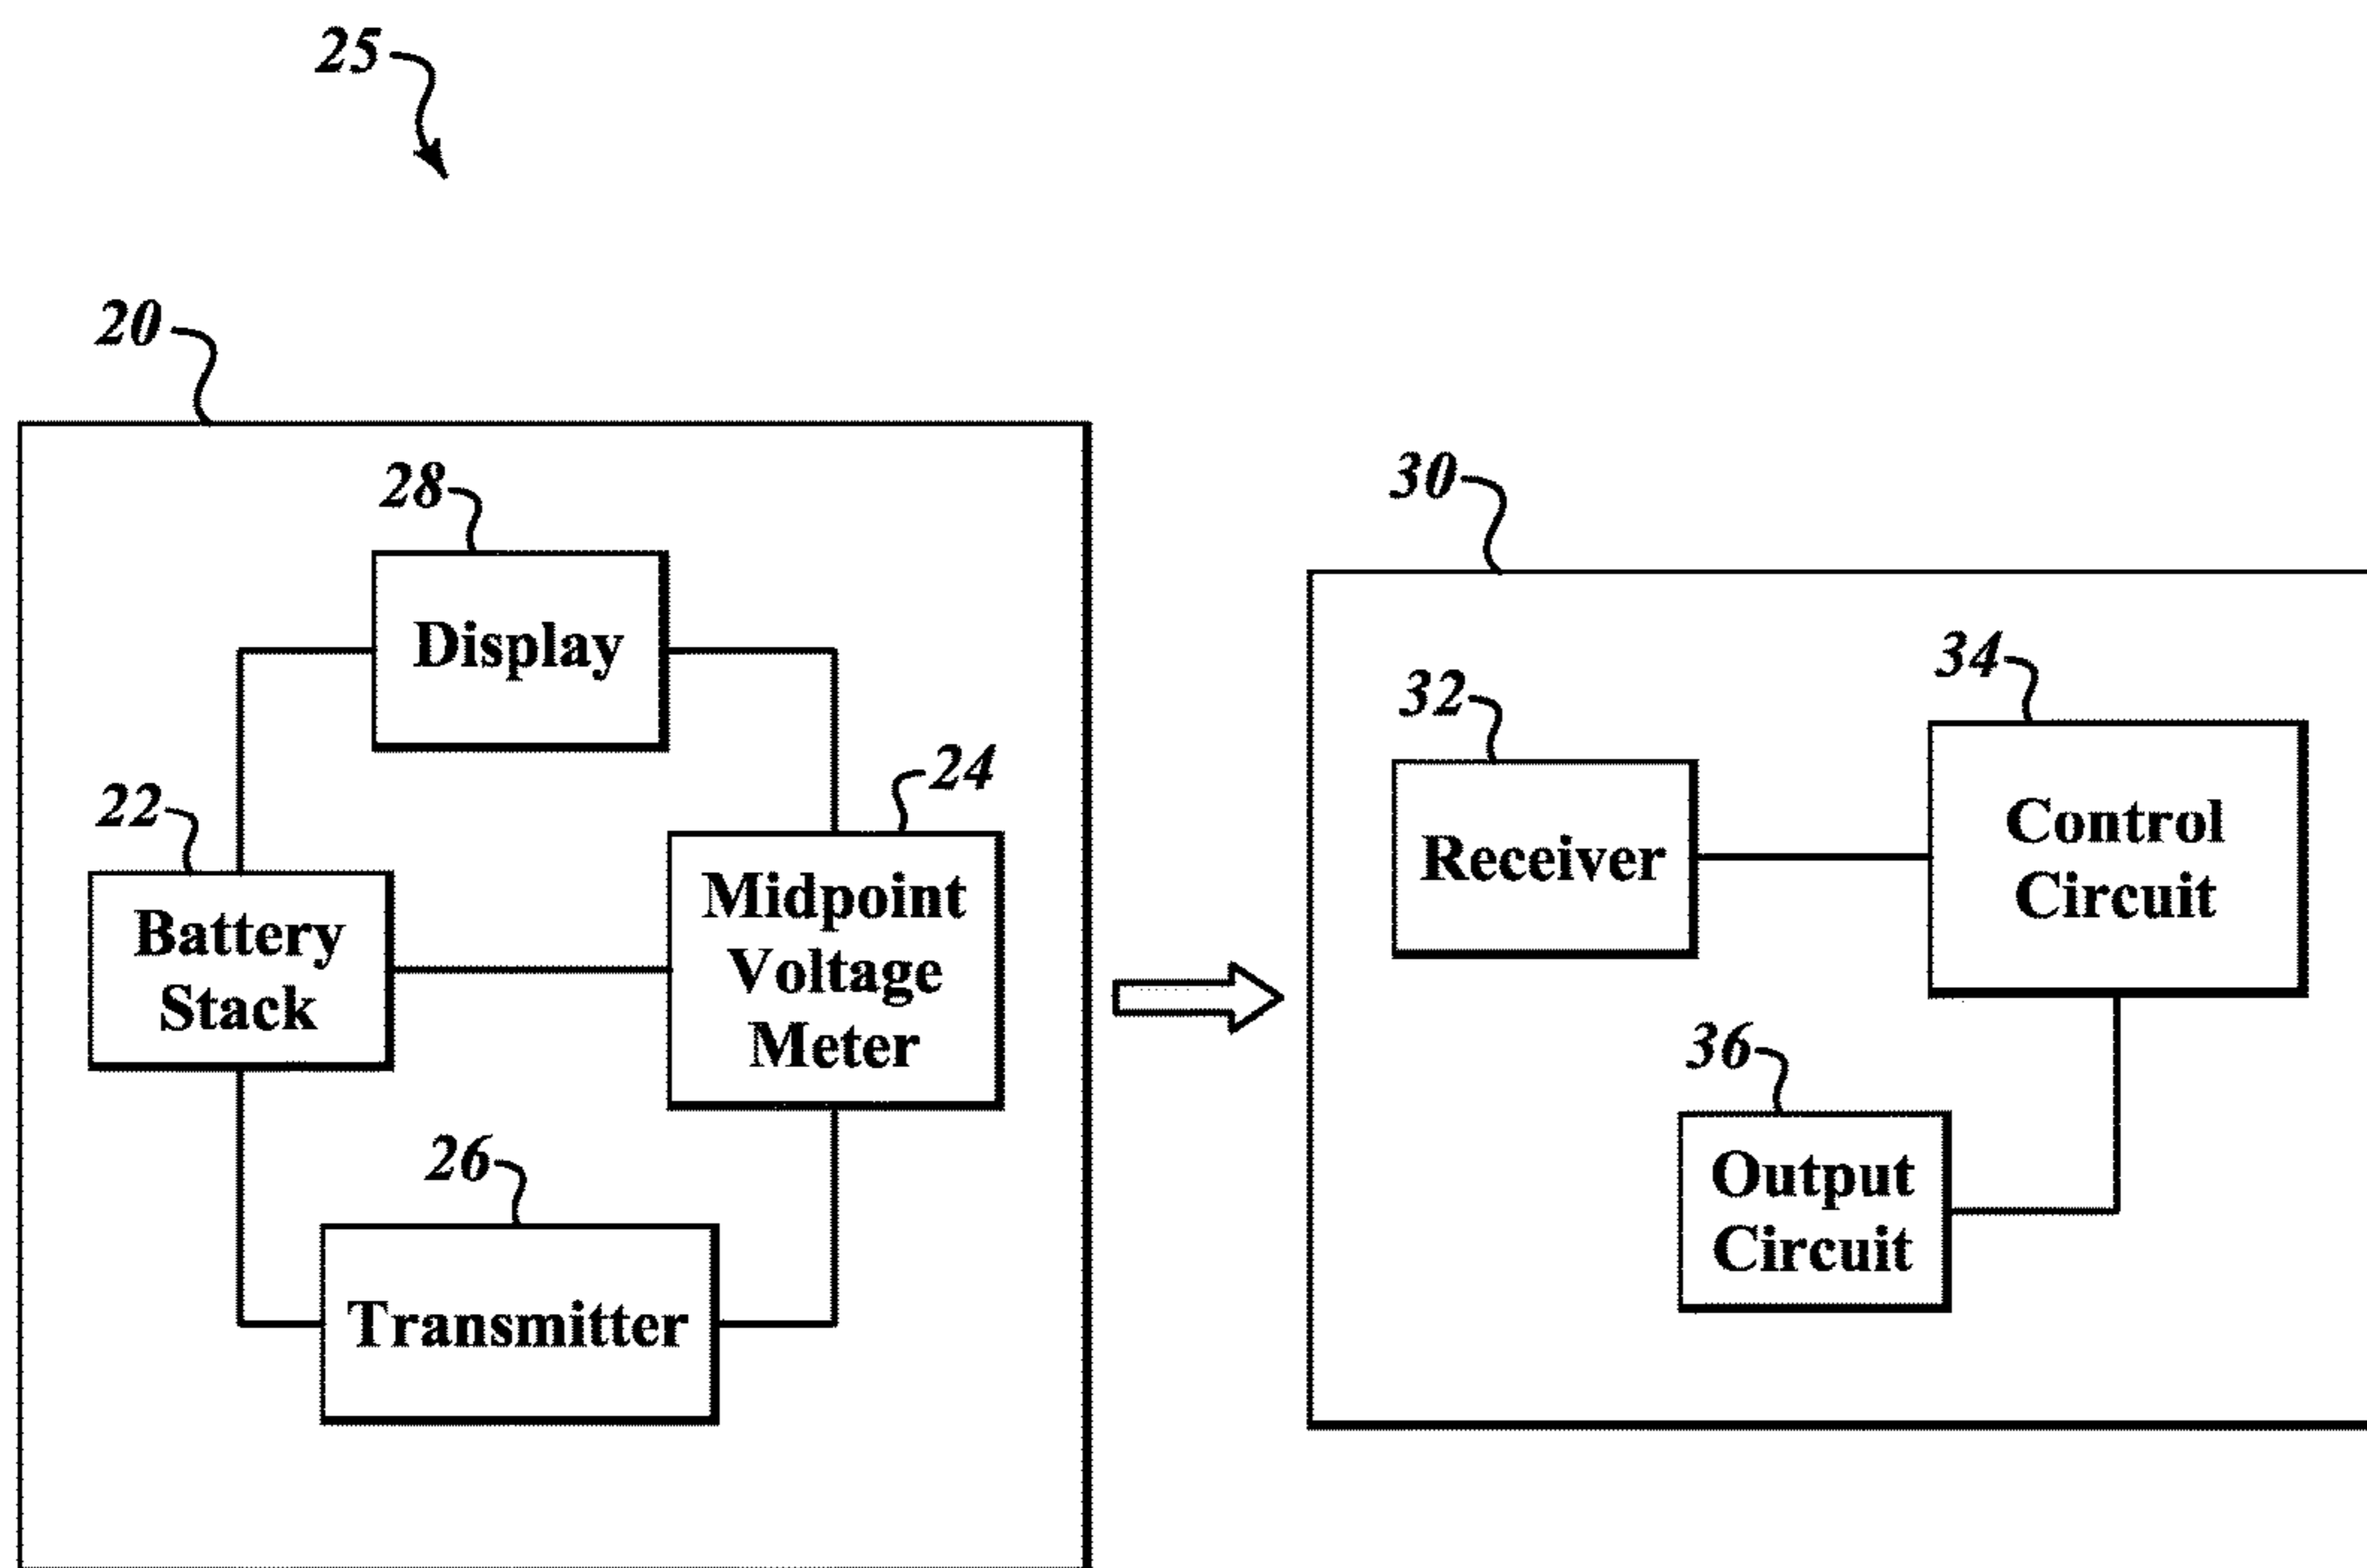 25
20
28
Display
22
24
Battery
Stack
Midpoint
Voltage
Meter
26
Transmitter
30
32
34
Receiver
Control
Circuit
36
Output
Circuit